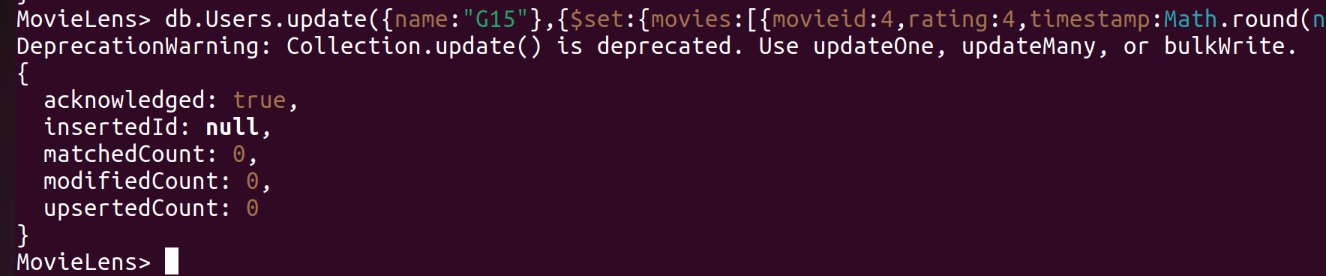 MovieLens> db.Users.update({name:"G15"},{$set:{movies:[{movieid:4,rating:4,timestamp:Math.round(n
DeprecationWarning: Collection.update() is deprecated. Use updateOne, updateMany, or bulkWrite.
{
  acknowledged: true,
  insertedId: null,
  matchedCount: 0,
  modifiedCount: 0,
  upsertedCount: 0
}
MovieLens>